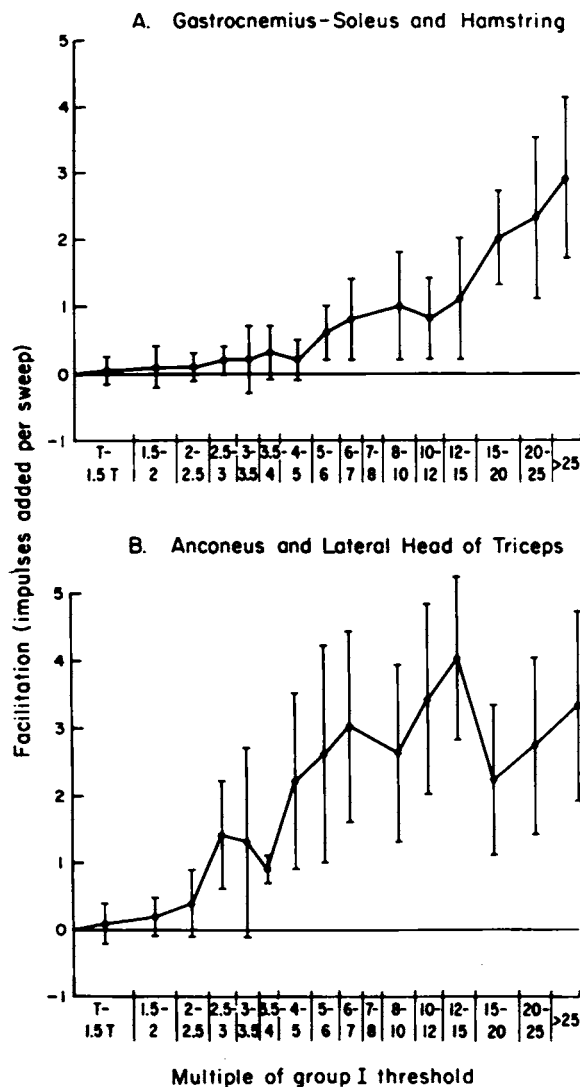 A. Gastrocnemius-Soleus and Hamstring
5
4
3
2
1
0
-1
T- 1.5- 2- 2.5- 3- 3.5- 4- 5- 6- 7- 8- 10- 12- 15- 20- >25
1.5 T 2 2.5 3 3.5 4 5 6 7 8 10 12 15 20 25
B. Anconeus and Lateral Head of Triceps
Facilitation (impulses added per sweep)
5
4
3
2
1
0
-1
T- 1.5- 2- 2.5- 3- 3.5- 4- 5- 6- 7- 8- 10- 12- 15- 20- >25
1.5 T 2 2.5 3 3.5 4 5 6 7 8 10 12 15 20 25
Multiple of group I threshold